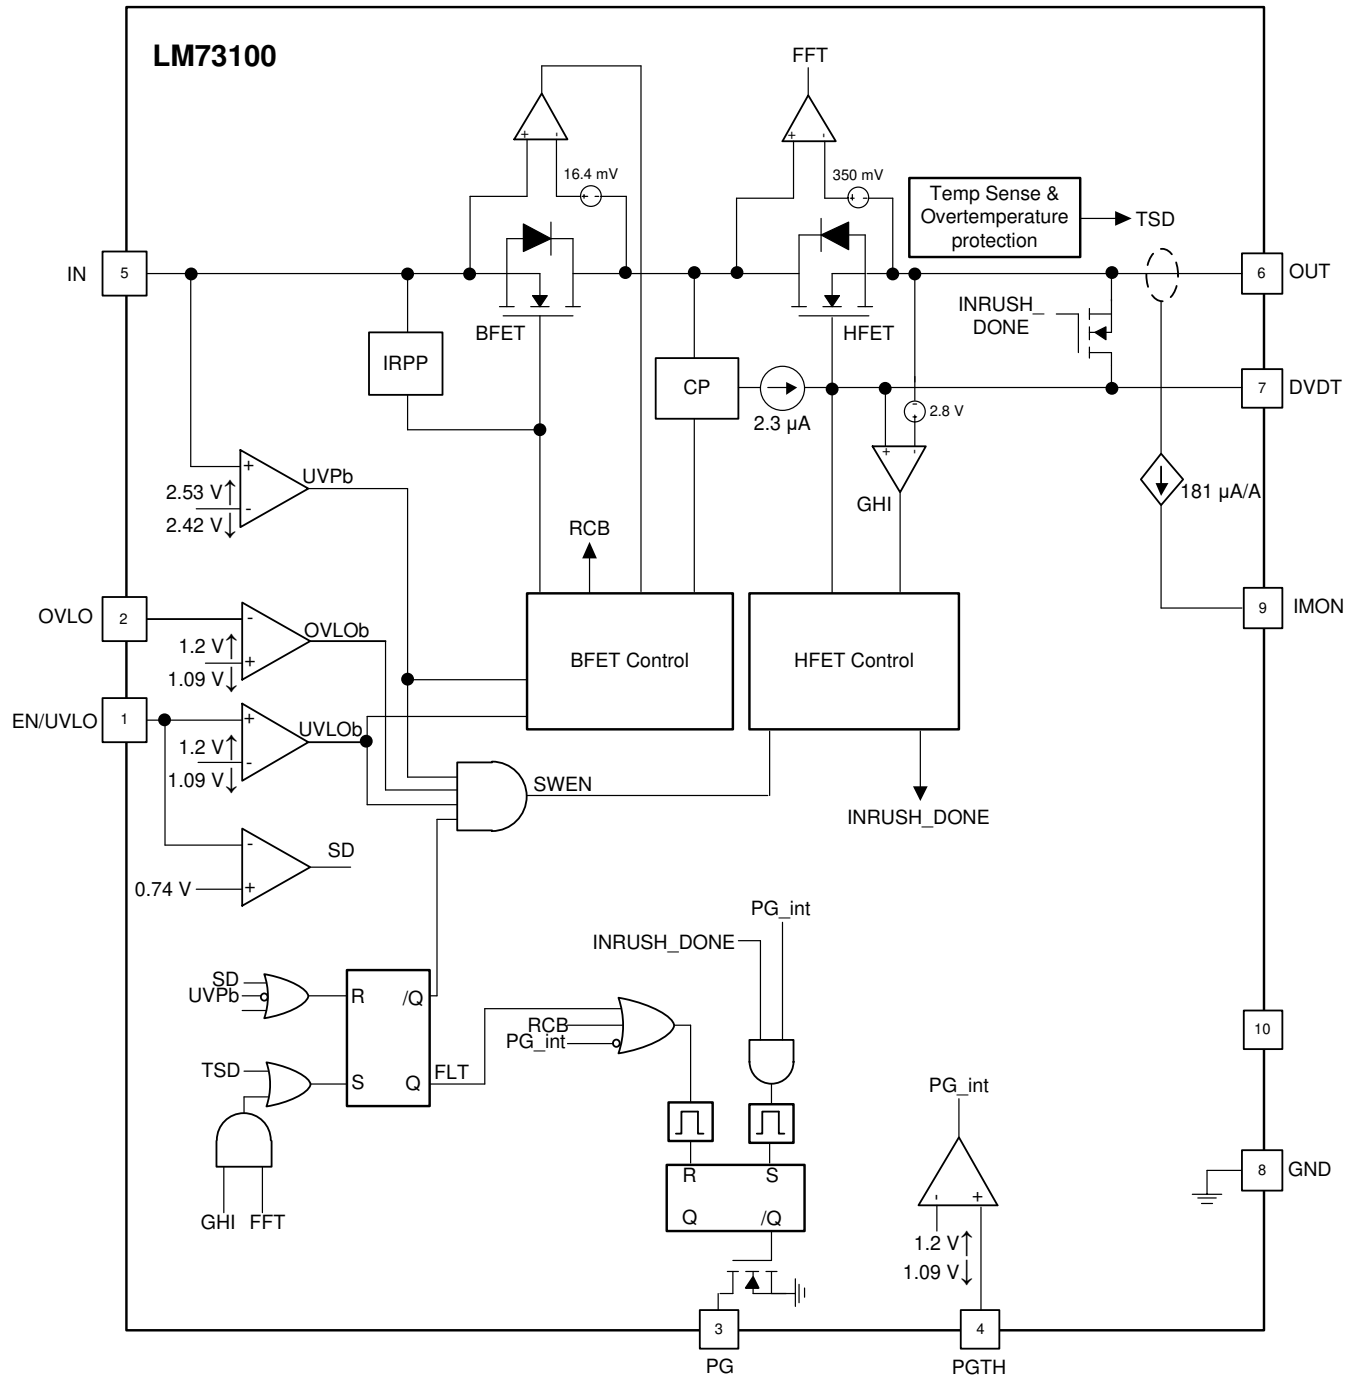 LM73100
FFT
+
-
+
-
16.4 mV
+
-
350 mV
+
-
Temp Sense &
Overtemperature
protection
TSD
IN
5
6
OUT
BFET
HFET
INRUSH_
DONE
IRPP
CP
2.3 µA
2.8 V
+
-
7
DVDT
+
-
GHI
UVPb
+
-
2.53 V↑
2.42 V↓
181 µA/A
RCB
OVLO
2
-
+
OVLOb
1.2 V↑
1.09 V↓
9
IMON
BFET Control
HFET Control
EN/UVLO
1
+
-
UVLOb
1.2 V↑
1.09 V↓
SWEN
INRUSH_DONE
-
+
SD
0.74 V
PG_int
INRUSH_DONE
SD
UVPb
R
/Q
S
Q
RCB
PG_int
FLT
TSD
GHI
FFT
10
PG_int
R
S
Q
/Q
-
+
1.2 V↑
1.09 V↓
8
GND
3
PG
4
PGTH